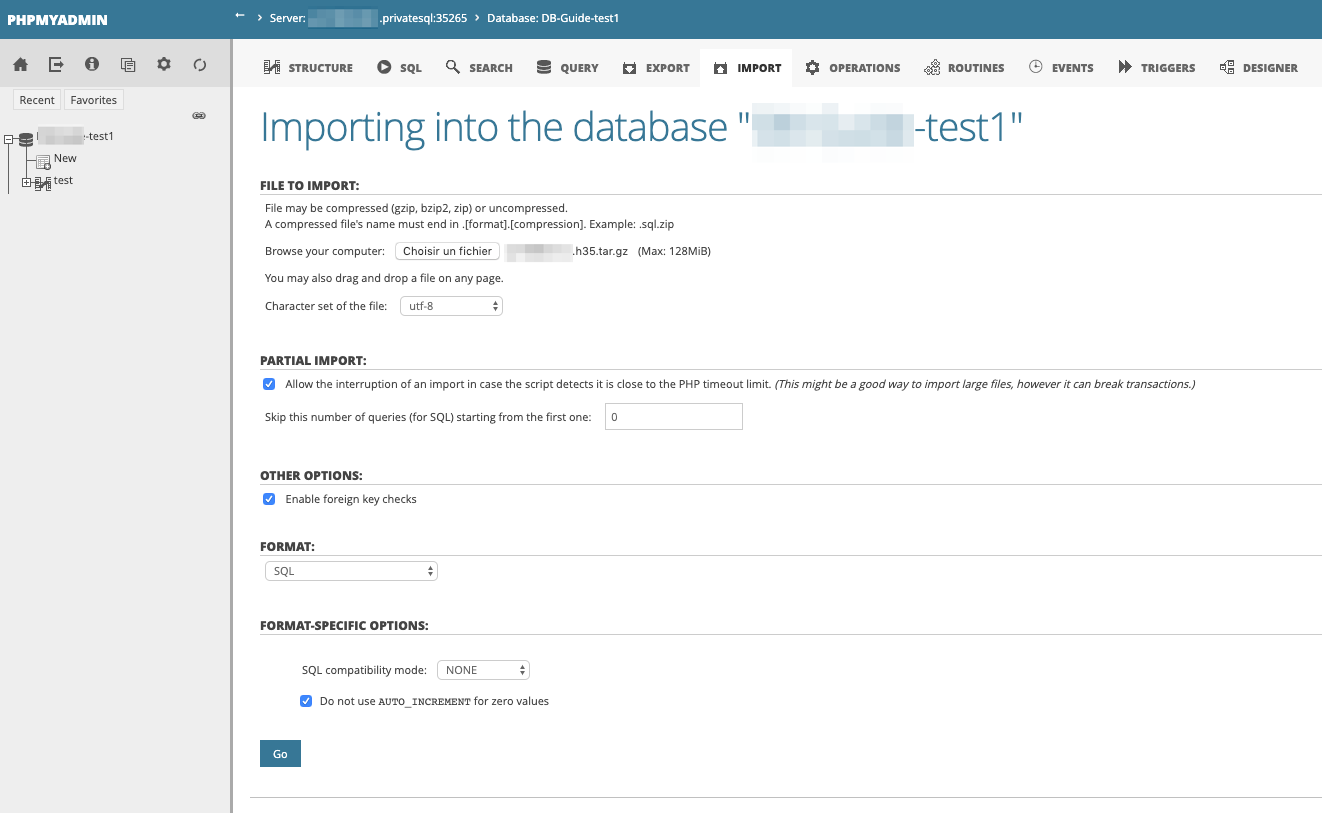 PHPMYADMIN
Server: .privatesql:35265 Database: DB-Guide-test1
Recent Favorites
-test1
New
test
STRUCTURE SQL SEARCH QUERY EXPORT IMPORT OPERATIONS ROUTINES EVENTS TRIGGERS DESIGNER
Importing into the database "-test1"
FILE TO IMPORT:
File may be compressed (gzip, bzip2, zip) or uncompressed.
A compressed file's name must end in .[format].[compression]. Example: .sql.zip
Browse your computer: Choisir un fichier .h35.tar.gz (Max: 128MiB)
You may also drag and drop a file on any page.
Character set of the file: utf-8
PARTIAL IMPORT:
Allow the interruption of an import in case the script detects it is close to the PHP timeout limit. (This might be a good way to import large files, however it can break transactions.)
Skip this number of queries (for SQL) starting from the first one: 0
OTHER OPTIONS:
Enable foreign key checks
FORMAT:
SQL
FORMAT-SPECIFIC OPTIONS:
SQL compatibility mode: NONE
Do not use AUTO_INCREMENT for zero values
Go